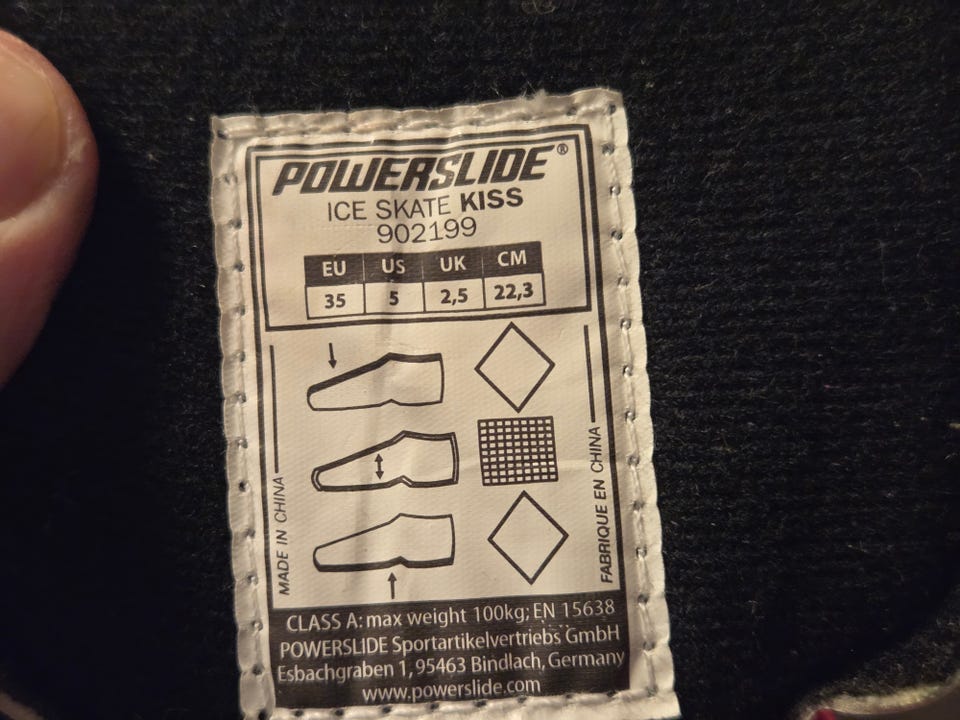 POWERSLIDE®
ICE SKATE KISS
902199
EU US UK CM
35 5 2,5 22,3
MADE IN CHINA
FABRIQUE EN CHINA
CLASS A: max weight 100kg; EN 15638
POWERSLIDE Sportartikelvertriebs GmbH
Esbachgraben 1, 95463 Bindlach, Germany
www.powerslide.com